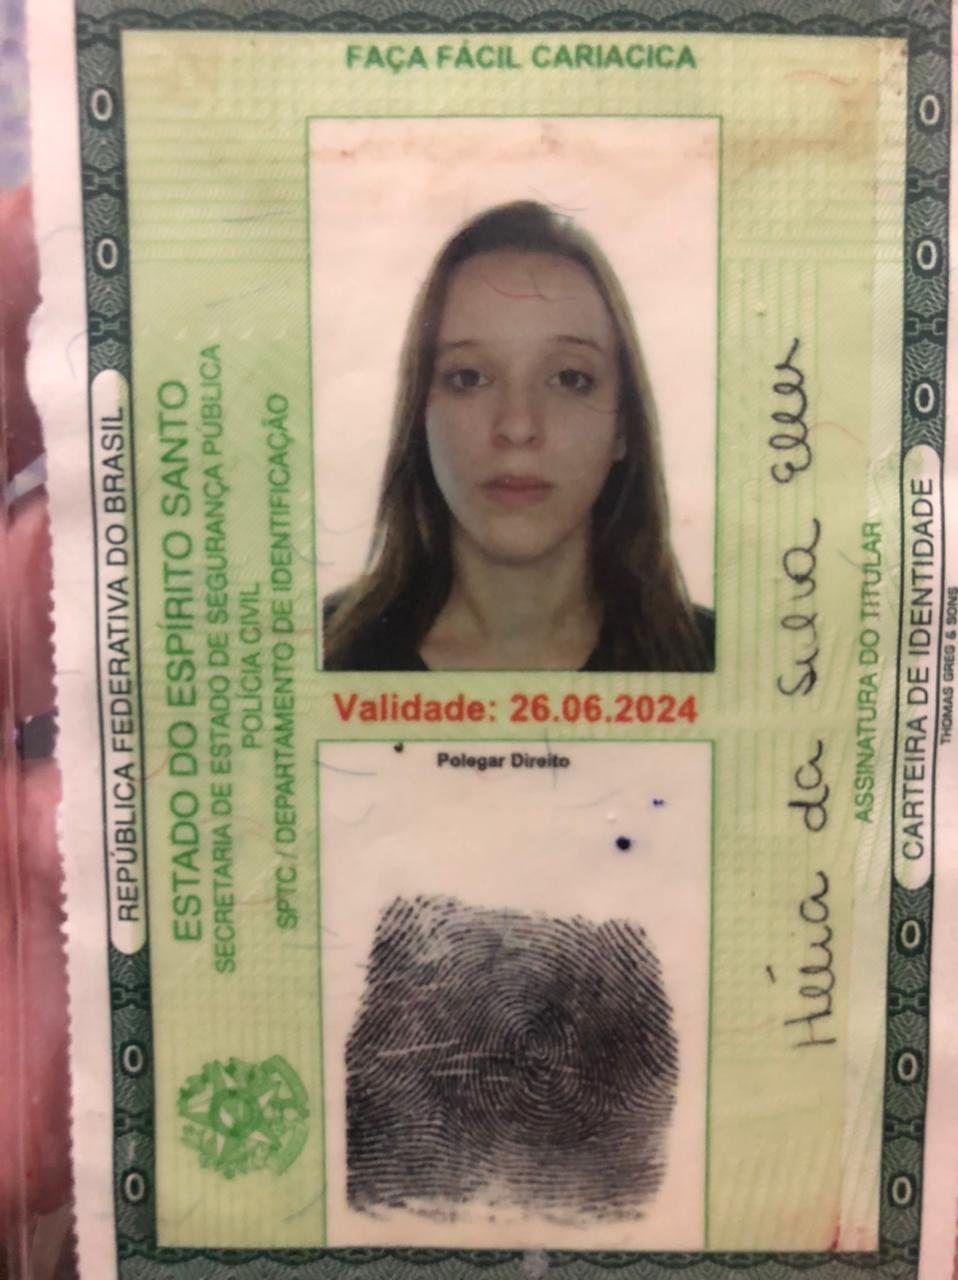 FAÇA FÁCIL CARIACICA
REPÚBLICA FEDERATIVA DO BRASIL
ESTADO DO ESPÍRITO SANTO
SECRETARIA DE ESTADO DE SEGURANÇA PÚBLICA
POLÍCIA CIVIL
SPTC / DEPARTAMENTO DE IDENTIFICAÇÃO
Validade: 26.06.2024
Polegar Direito
da Silva Eller
ASSINATURA DO TITULAR
CARTEIRA DE IDENTIDADE
THOMAS GREG & SONS